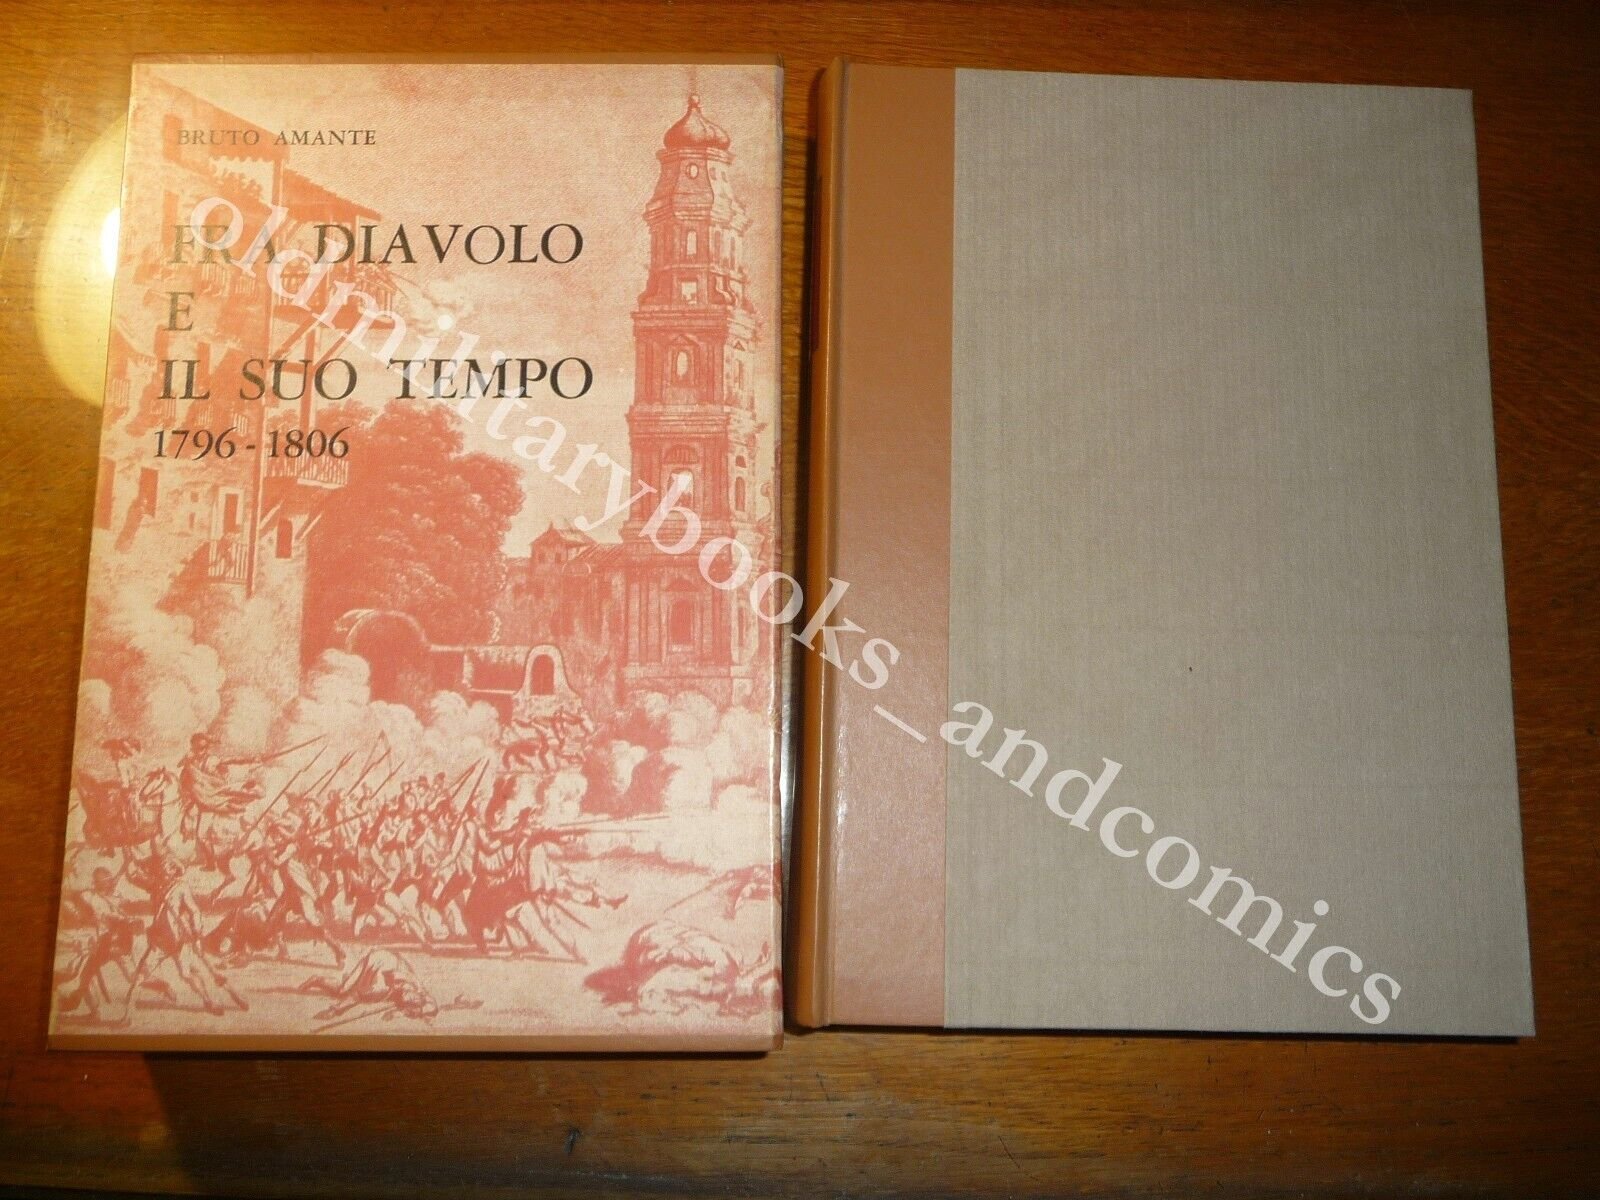 BRUTO AMANTE
FRA DIAVOLO
E
IL SUO TEMPO
1796-1806
oldmilitarybooks_andcomics